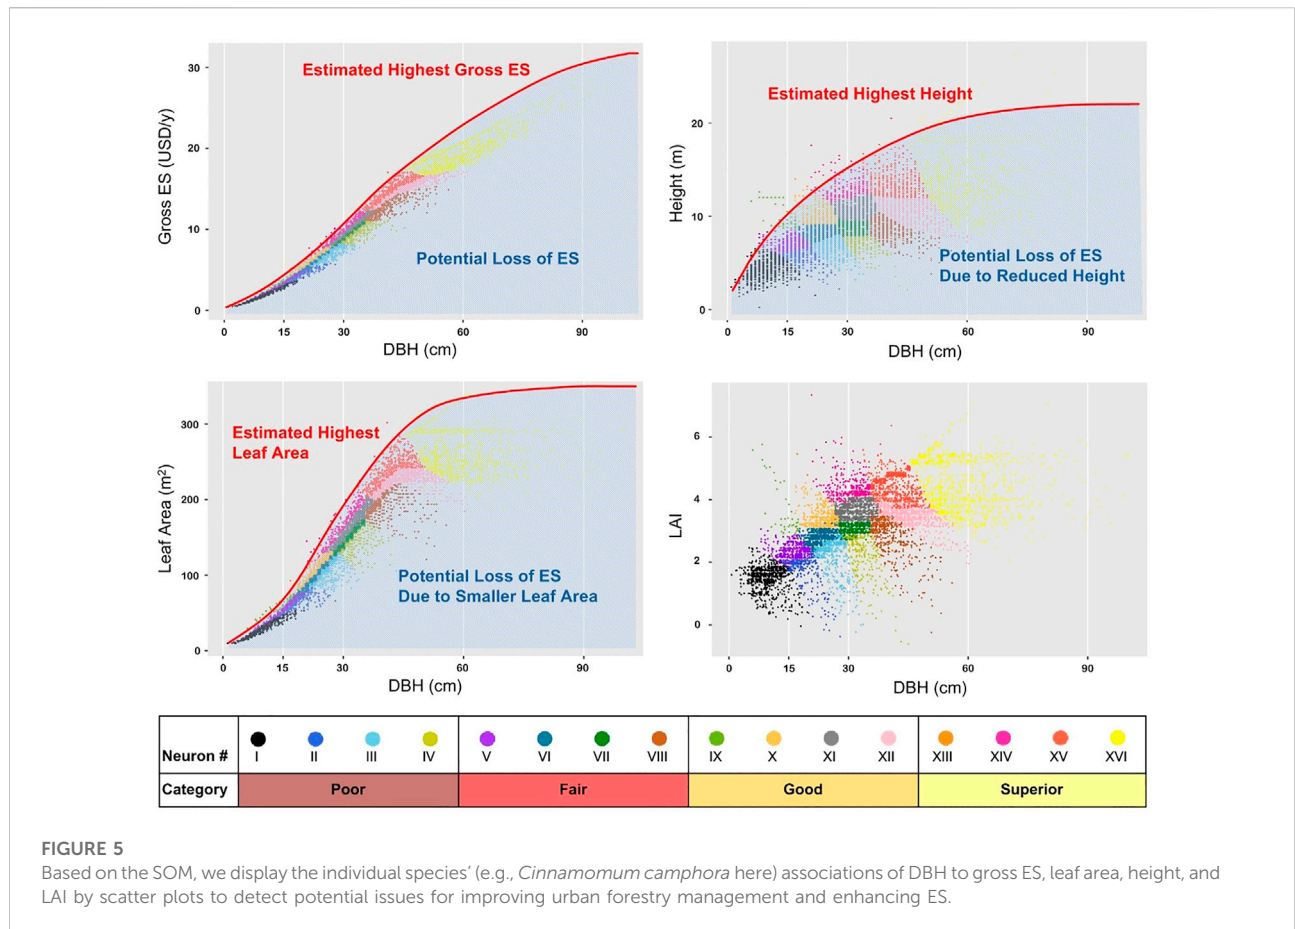 Estimated Highest Gross ES
Potential Loss of ES
Gross ES (USD/y)
30
20
10
0
0 15 30 60 90
DBH (cm)
Estimated Highest Height
Potential Loss of ES
Due to Reduced Height
Height (m)
20
10
0
0 15 30 60 90
DBH (cm)
Estimated Highest
Leaf Area
Potential Loss of ES
Due to Smaller Leaf Area
Leaf Area (m²)
300
200
100
0
0 15 30 60 90
DBH (cm)
LAI
6
4
2
0
0 15 30 60 90
DBH (cm)
Neuron # I II III IV V VI VII VIII IX X XI XII XIII XIV XV XVI
Category Poor Fair Good Superior
FIGURE 5
Based on the SOM, we display the individual species’ (e.g., Cinnamomum camphora here) associations of DBH to gross ES, leaf area, height, and
LAI by scatter plots to detect potential issues for improving urban forestry management and enhancing ES.